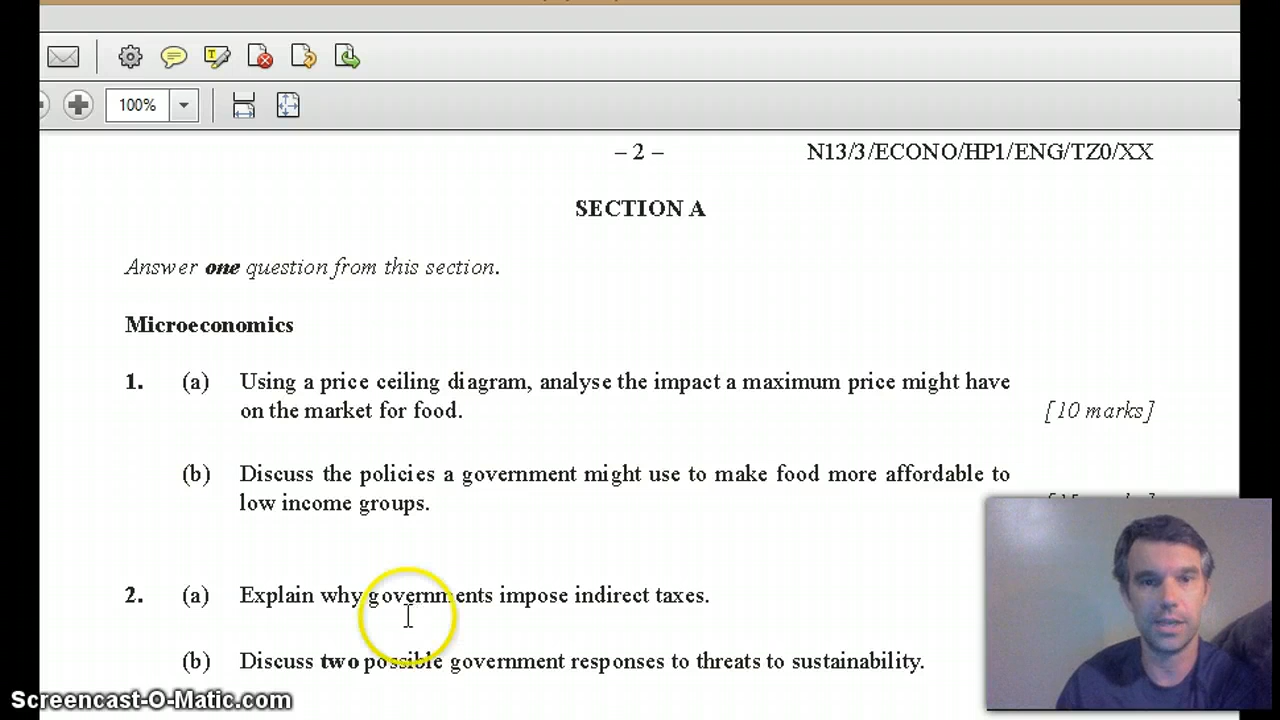 100%
– 2 –
N13/3/ECONO/HP1/ENG/TZ0/XX
SECTION A
Answer one question from this section.
Microeconomics
1. (a) Using a price ceiling diagram, analyse the impact a maximum price might have
on the market for food. [10 marks]
(b) Discuss the policies a government might use to make food more affordable to
low income groups.
2. (a) Explain why governments impose indirect taxes.
(b) Discuss two possible government responses to threats to sustainability.
Screencast-O-Matic.com